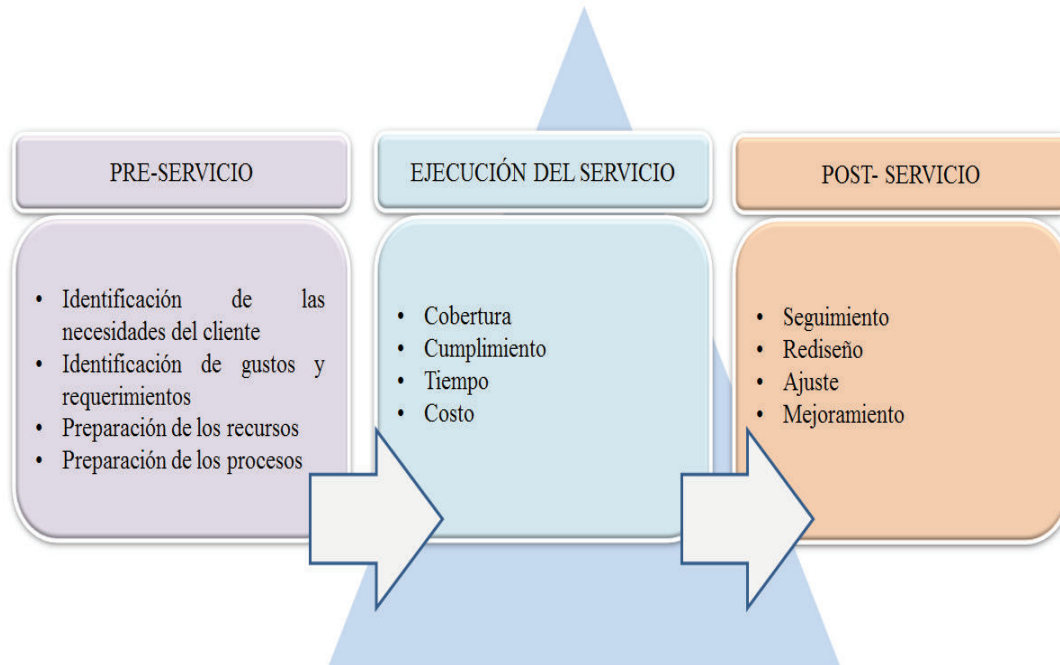 PRE-SERVICIO
• Identificación de las
necesidades del cliente
• Identificación de gustos y
requerimientos
• Preparación de los recursos
• Preparación de los procesos
EJECUCIÓN DEL SERVICIO
• Cobertura
• Cumplimiento
• Tiempo
• Costo
POST- SERVICIO
• Seguimiento
• Rediseño
• Ajuste
• Mejoramiento